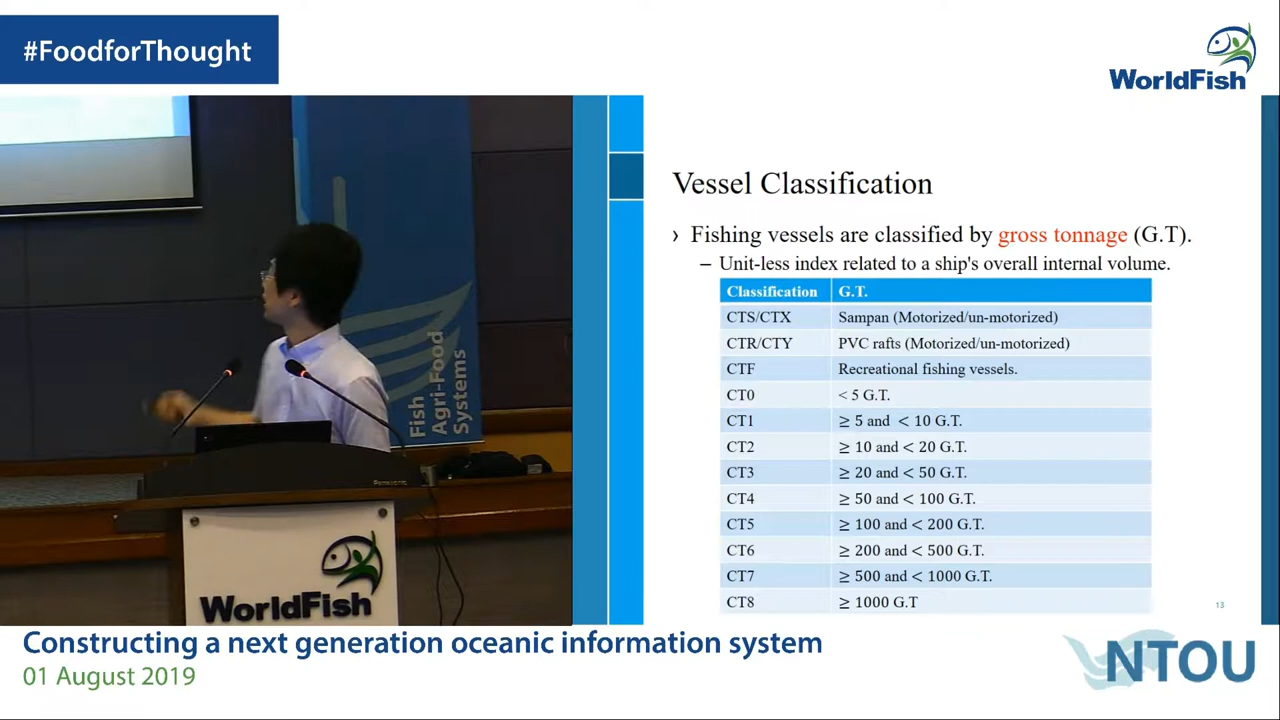 #FoodforThought
WorldFish
Vessel Classification
› Fishing vessels are classified by gross tonnage (G.T).
– Unit-less index related to a ship's overall internal volume.
Classification G.T.
CTS/CTX Sampan (Motorized/un-motorized)
CTR/CTY PVC rafts (Motorized/un-motorized)
CTF Recreational fishing vessels.
CT0 < 5 G.T.
CT1 ≥ 5 and < 10 G.T.
CT2 ≥ 10 and < 20 G.T.
CT3 ≥ 20 and < 50 G.T.
CT4 ≥ 50 and < 100 G.T.
CT5 ≥ 100 and < 200 G.T.
CT6 ≥ 200 and < 500 G.T.
CT7 ≥ 500 and < 1000 G.T.
CT8 ≥ 1000 G.T
13
Fish
Agri-Food
Systems
Panasonic
WorldFish
Constructing a next generation oceanic information system
01 August 2019
NTOU